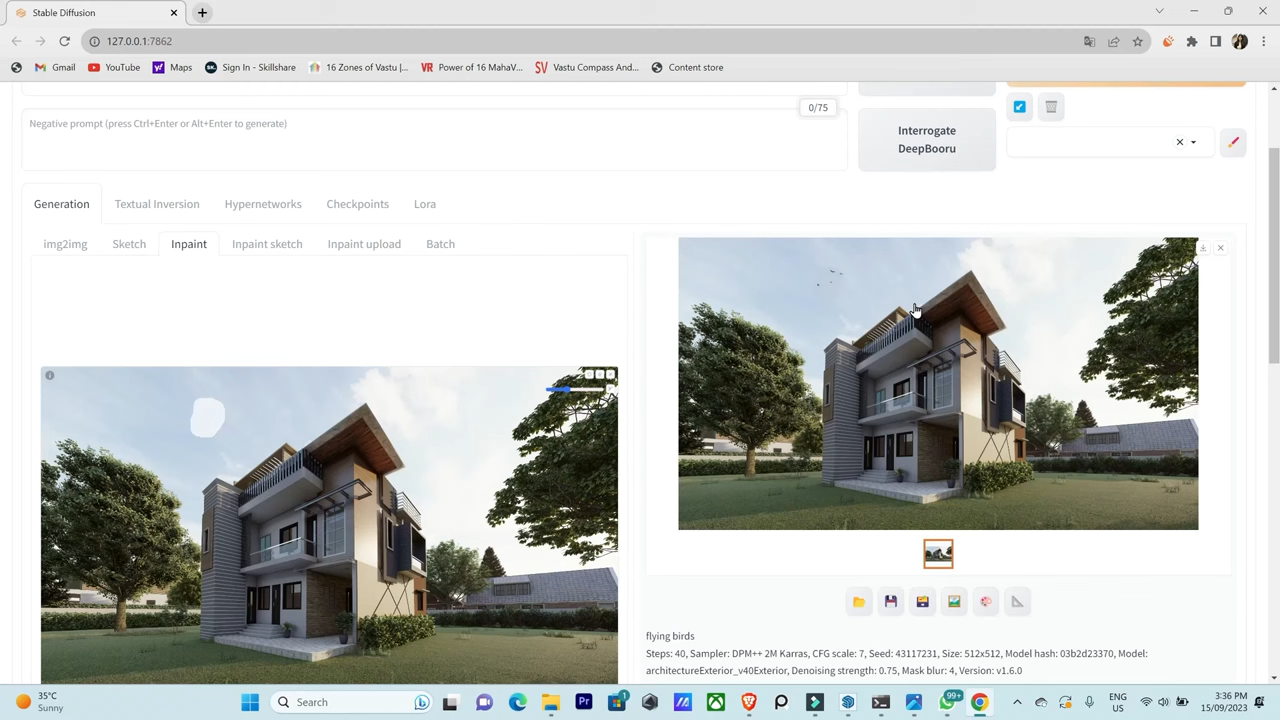 Stable Diffusion
127.0.0.1:7862
Gmail
YouTube
Maps
Sign In - Skillshare
16 Zones of Vastu |...
Power of 16 MahaV...
Vastu Compass And...
Content store
0/75
Negative prompt (press Ctrl+Enter or Alt+Enter to generate)
Interrogate
DeepBooru
Generation
Textual Inversion
Hypernetworks
Checkpoints
Lora
img2img
Sketch
Inpaint
Inpaint sketch
Inpaint upload
Batch
flying birds
Steps: 40, Sampler: DPM++ 2M Karras, CFG scale: 7, Seed: 43117231, Size: 512x512, Model hash: 03b2d23370, Model:
architectureExterior_v40Exterior, Denoising strength: 0.75, Mask blur: 4, Version: v1.6.0
35°C
Sunny
Search
99+
ENG
US
3:36 PM
15/09/2023